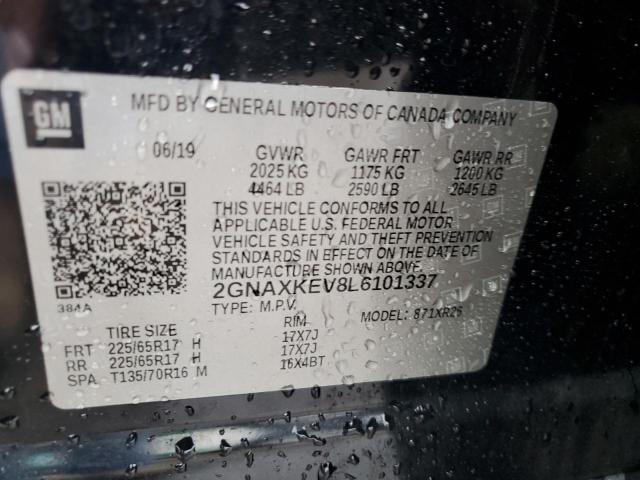 GM
MFD BY GENERAL MOTORS OF CANADA COMPANY
06/19 GVWR GAWR FRT GAWR RR
2025 KG 1175 KG 1200 KG
4464 LB 2590 LB 2645 LB
THIS VEHICLE CONFORMS TO ALL
APPLICABLE U.S. FEDERAL MOTOR
VEHICLE SAFETY AND THEFT PREVENTION
STANDARDS IN EFFECT ON THE DATE OF
MANUFACTURE SHOWN ABOVE.
2GNAXKEV8L6101337
384A
TYPE: M.P.V. MODEL: 871XR26
TIRE SIZE RIM
FRT 225/65R17 H 17X7J
RR 225/65R17 H 17X7J
SPA T135/70R16 M 16X4BT